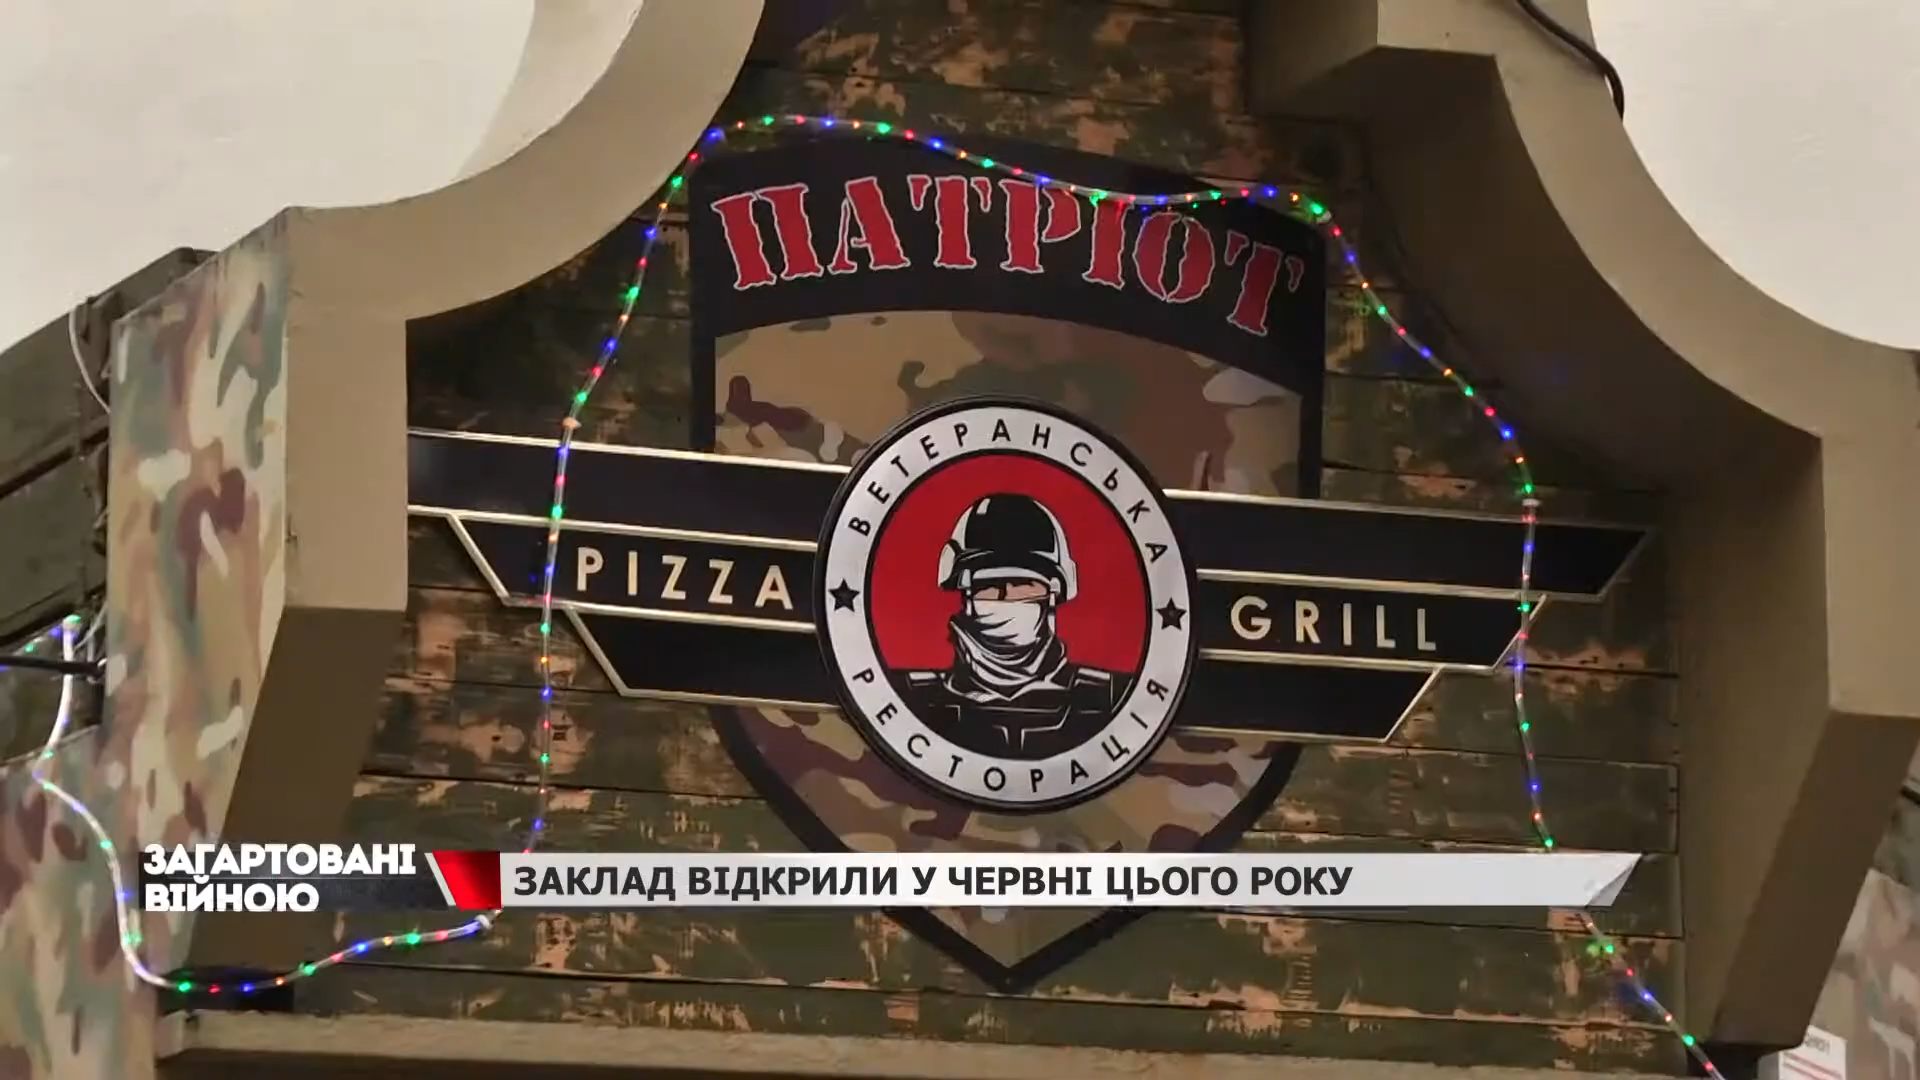 ПАТРІОТ
ВЕТЕРАНСЬКА
PIZZA
GRILL
РЕСТОРАЦІЯ
ЗАГАРТОВАНІ
ВІЙНОЮ
ЗАКЛАД ВІДКРИЛИ У ЧЕРВНІ ЦЬОГО РОКУ